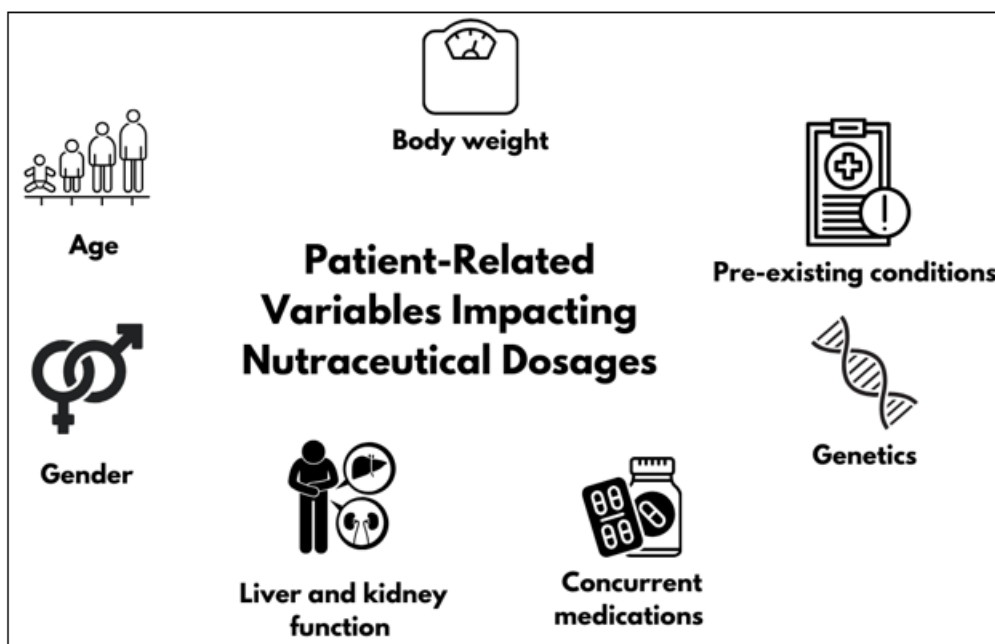 Body weight
Age
Pre-existing conditions
Patient-Related
Variables Impacting
Nutraceutical Dosages
Gender
Genetics
Liver and kidney
function
Concurrent
medications